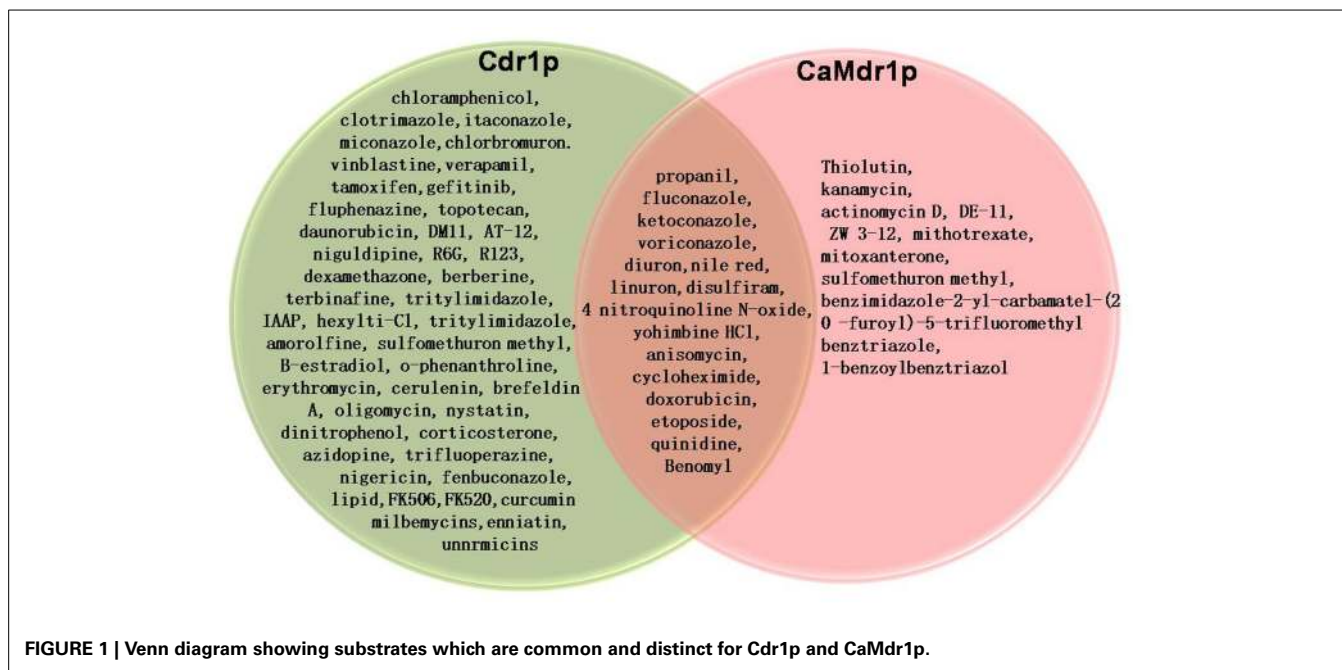 Cdr1p
chloramphenicol,
clotrimazole, itaconazole,
miconazole, chlorbromuron.
vinblastine, verapamil,
tamoxifen, gefitinib,
fluphenazine, topotecan,
daunorubicin, DM11, AT-12,
niguldipine, R6G, R123,
dexamethazone, berberine,
terbinafine, tritylimidazole,
IAAP, hexylti-Cl, tritylimidazole,
amorolfine, sulfomethuron methyl,
B-estradiol, o-phenanthroline,
erythromycin, cerulenin, brefeldin
A, oligomycin, nystatin,
dinitrophenol, corticosterone,
azidopine, trifluoperazine,
nigericin, fenbuconazole,
lipid, FK506, FK520, curcumin
milbemycins, enniatin,
unnrmicins
propanil,
fluconazole,
ketoconazole,
voriconazole,
diuron, nile red,
linuron, disulfiram,
4 nitroquinoline N-oxide,
yohimbine HCl,
anisomycin,
cycloheximide,
doxorubicin,
etoposide,
quinidine,
Benomyl
CaMdr1p
Thiolutin,
kanamycin,
actinomycin D, DE-11,
ZW 3-12, mithotrexate,
mitoxanterone,
sulfomethuron methyl,
benzimidazole-2-yl-carbamatel-(2
0 -furoyl)-5-trifluoromethyl
benztriazole,
1-benzoylbenztriazol
FIGURE 1 | Venn diagram showing substrates which are common and distinct for Cdr1p and CaMdr1p.